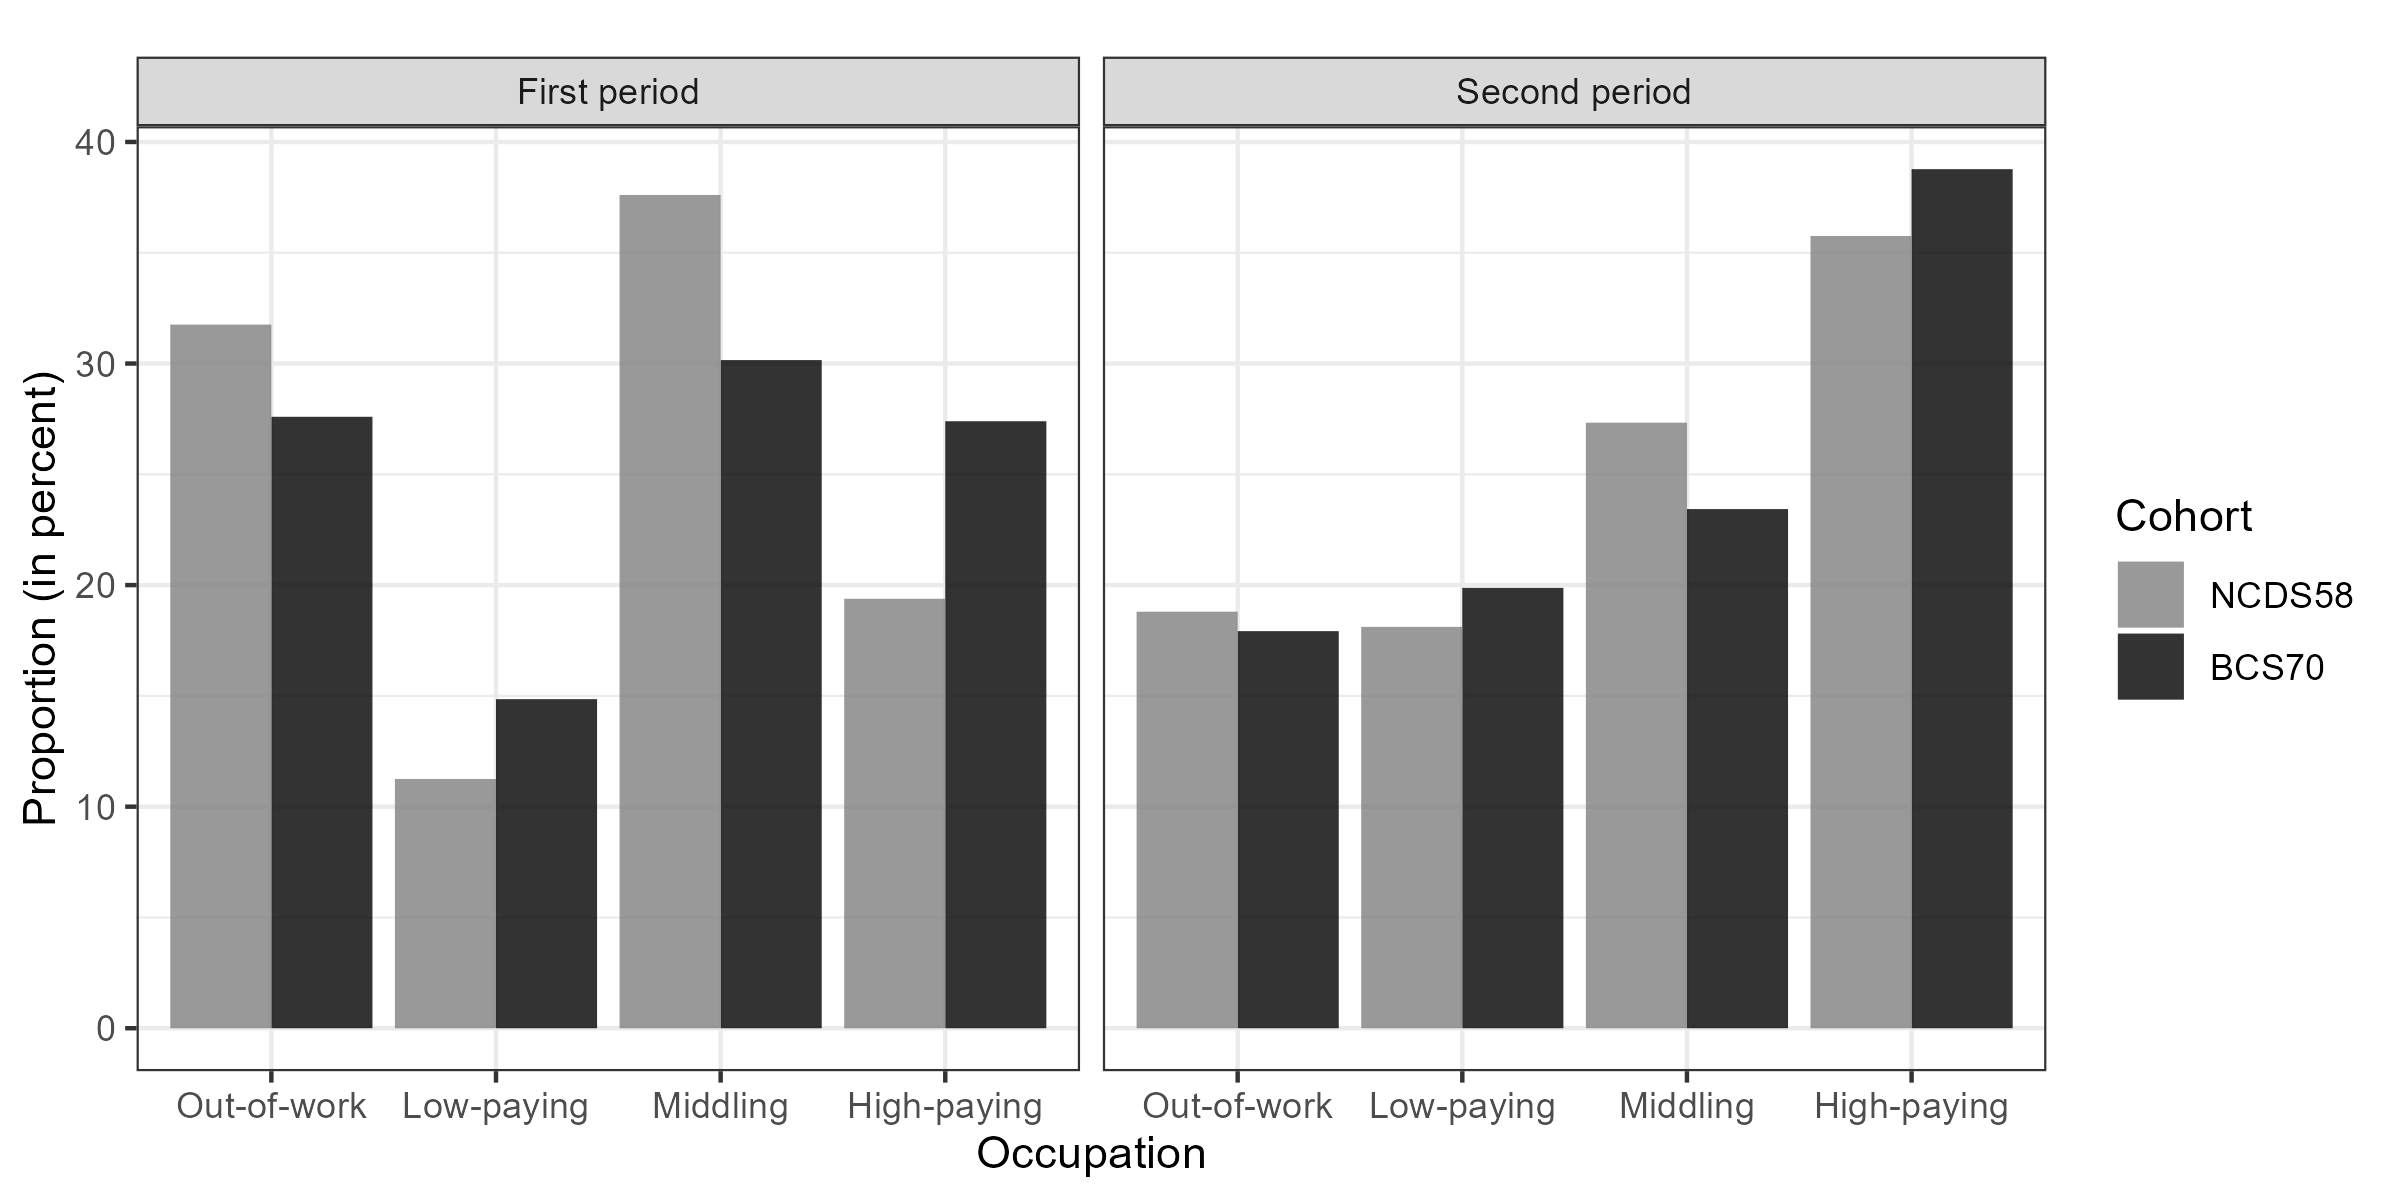 First period
Second period
Proportion (in percent)
40
30
20
10
0
Out-of-work Low-paying Middling High-paying
Out-of-work Low-paying Middling High-paying
Occupation
Cohort
NCDS58
BCS70